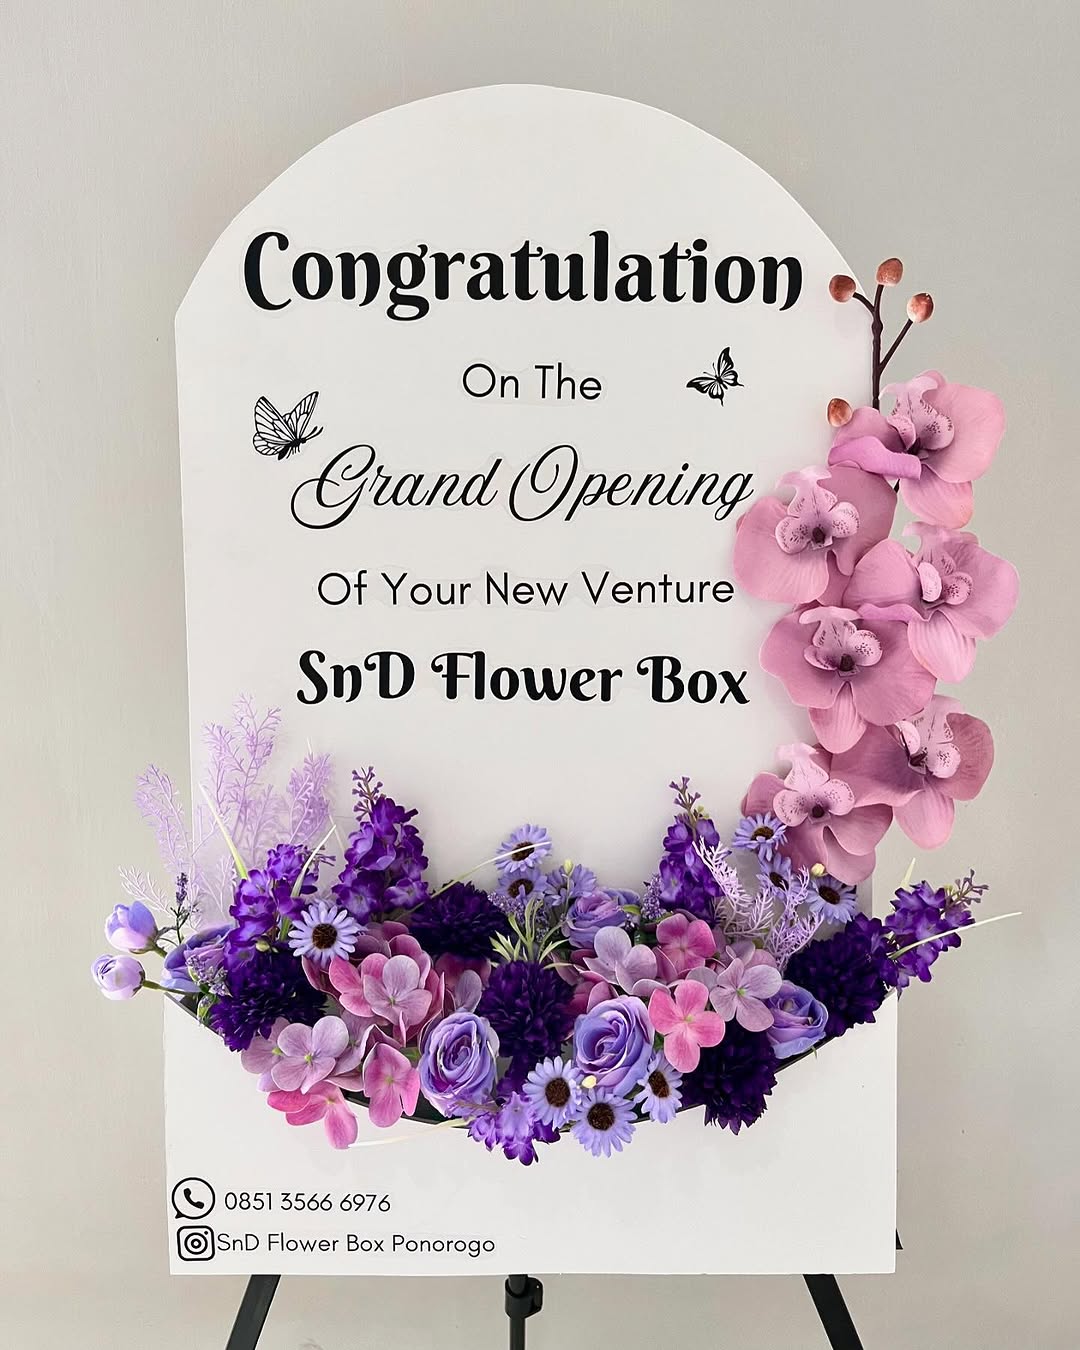 Congratulation
On The
Grand Opening
Of Your New Venture
SnD Flower Box
0851 3566 6976
SnD Flower Box Ponorogo